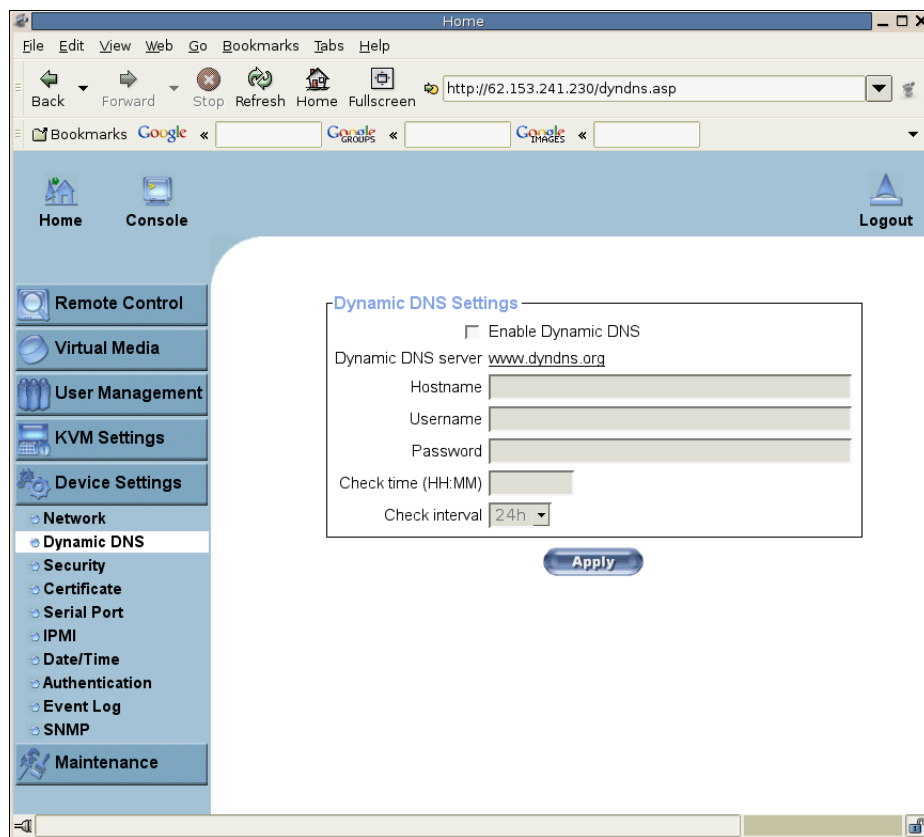 Home
File Edit View Web Go Bookmarks Tabs Help
Back Forward Stop Refresh Home Fullscreen http://62.153.241.230/dyndns.asp
Bookmarks Google « Google GROUPS « Google IMAGES «
Home Console Logout
Remote Control
Virtual Media
User Management
KVM Settings
Device Settings
Network
Dynamic DNS
Security
Certificate
Serial Port
IPMI
Date/Time
Authentication
Event Log
SNMP
Maintenance
Dynamic DNS Settings
Enable Dynamic DNS
Dynamic DNS server www.dyndns.org
Hostname
Username
Password
Check time (HH:MM)
Check interval 24h
Apply